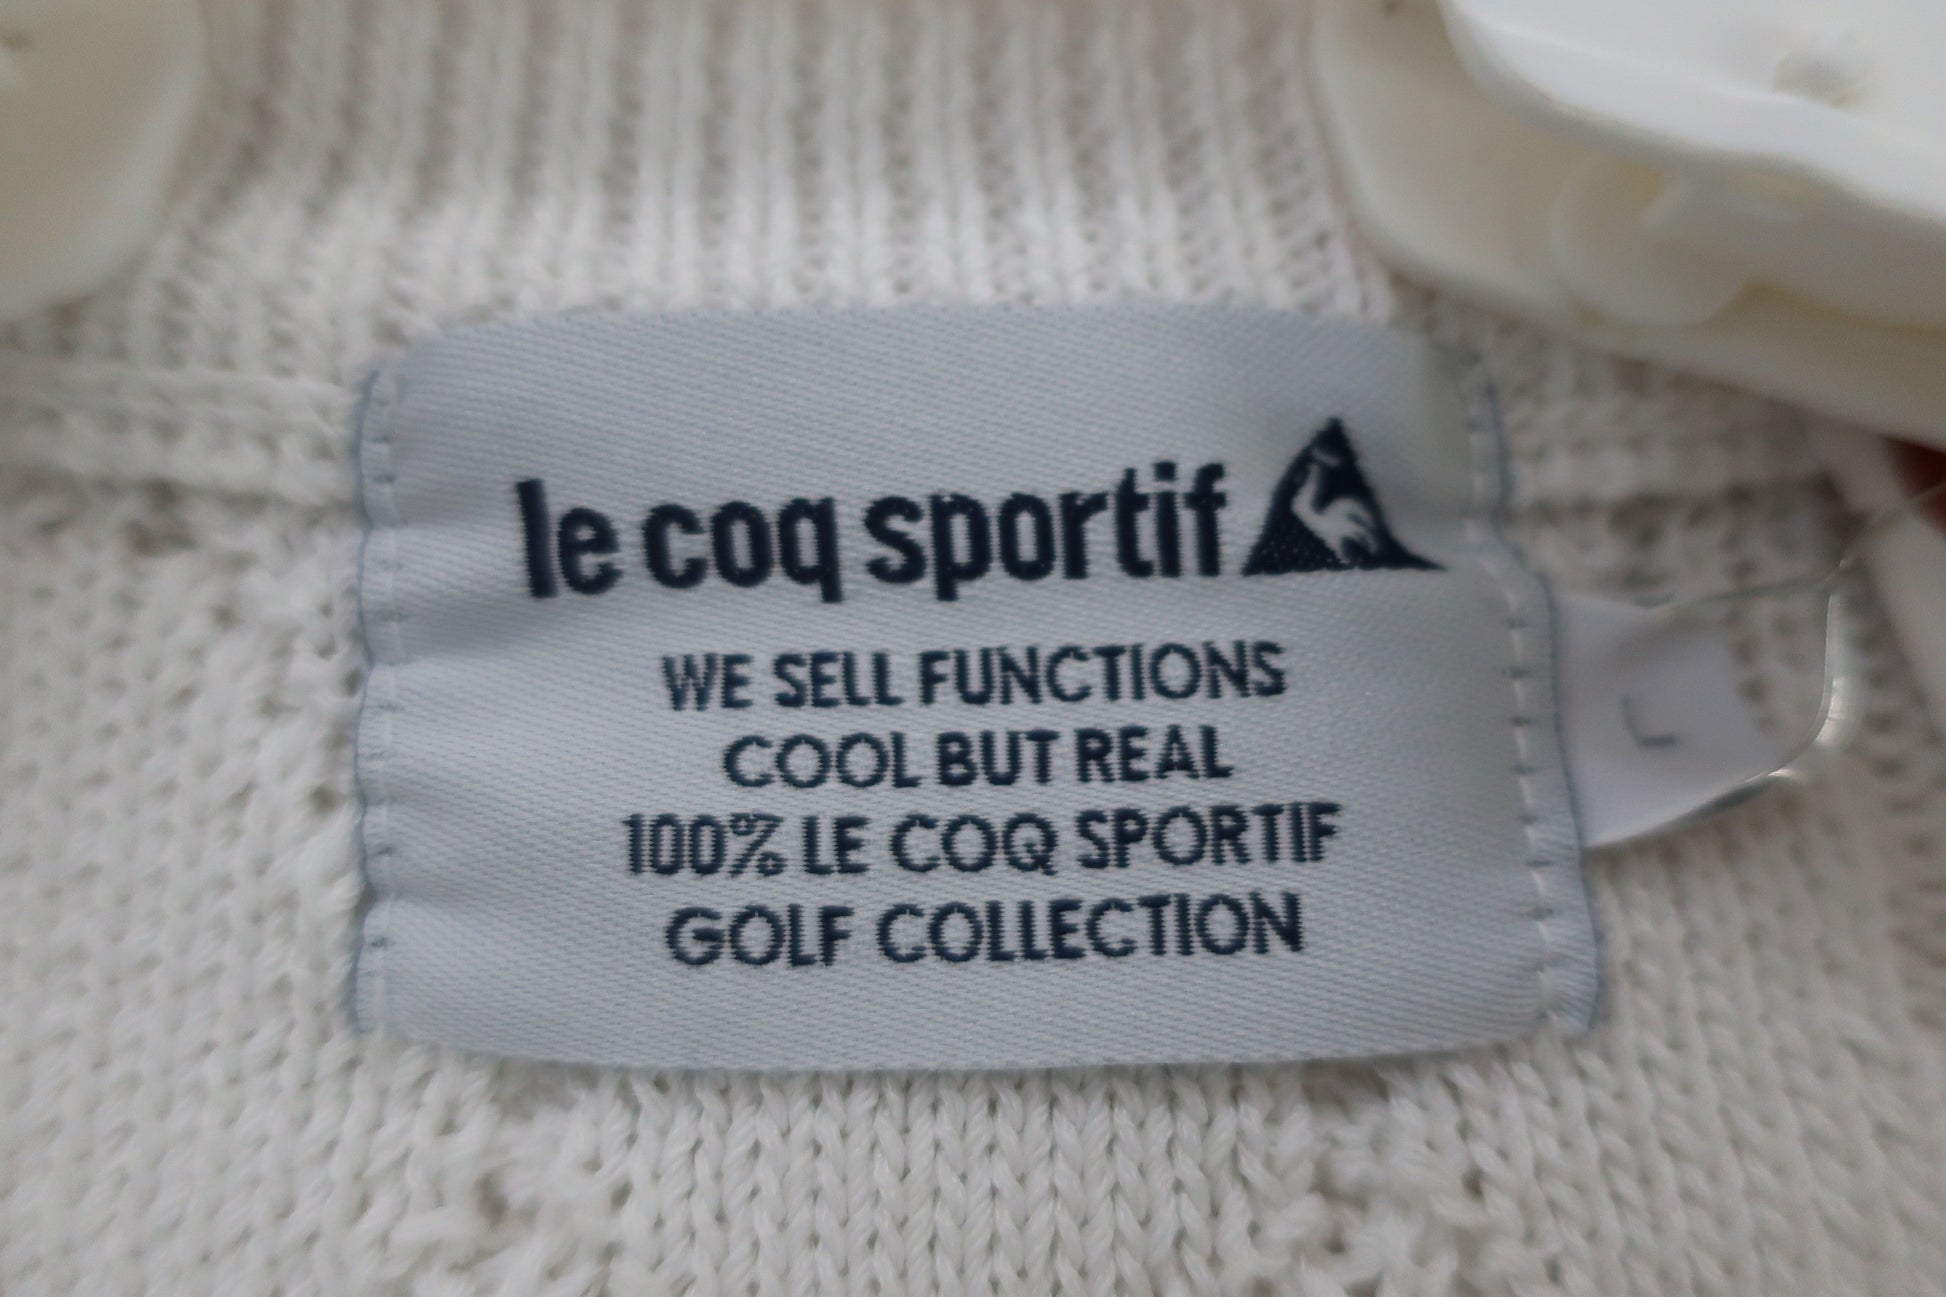 le coq sportif
WE SELL FUNCTIONS
COOL BUT REAL
100% LE COQ SPORTIF
GOLF COLLECTION
L